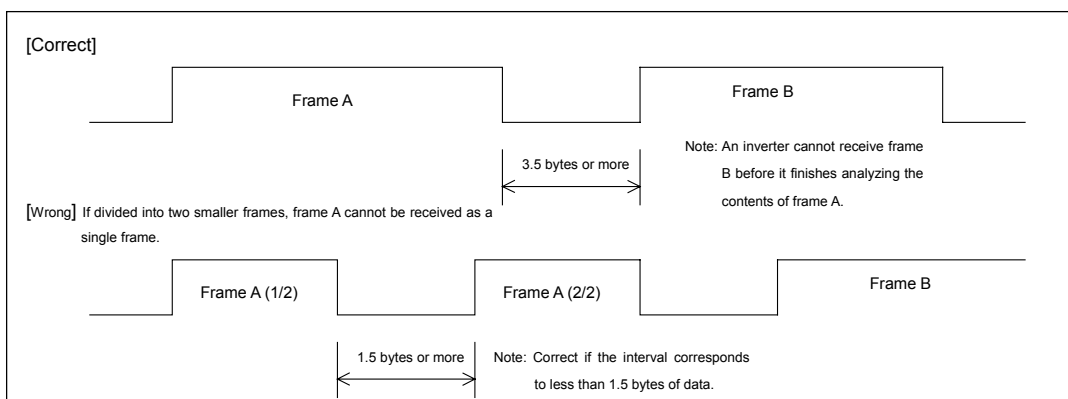 [Correct]
Frame A
Frame B
3.5 bytes or more
Note: An inverter cannot receive frame
B before it finishes analyzing the
contents of frame A.
[Wrong] If divided into two smaller frames, frame A cannot be received as a
single frame.
Frame A (1/2)
Frame A (2/2)
Frame B
1.5 bytes or more
Note: Correct if the interval corresponds
to less than 1.5 bytes of data.